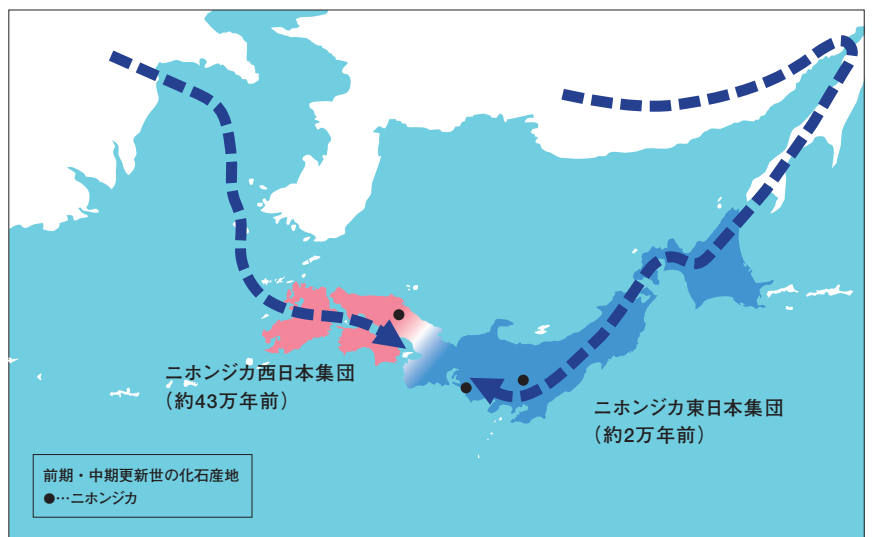 ニホンジカ西日本集団
（約43万年前）
ニホンジカ東日本集団
（約2万年前）
前期・中期更新世の化石産地
●…ニホンジカ